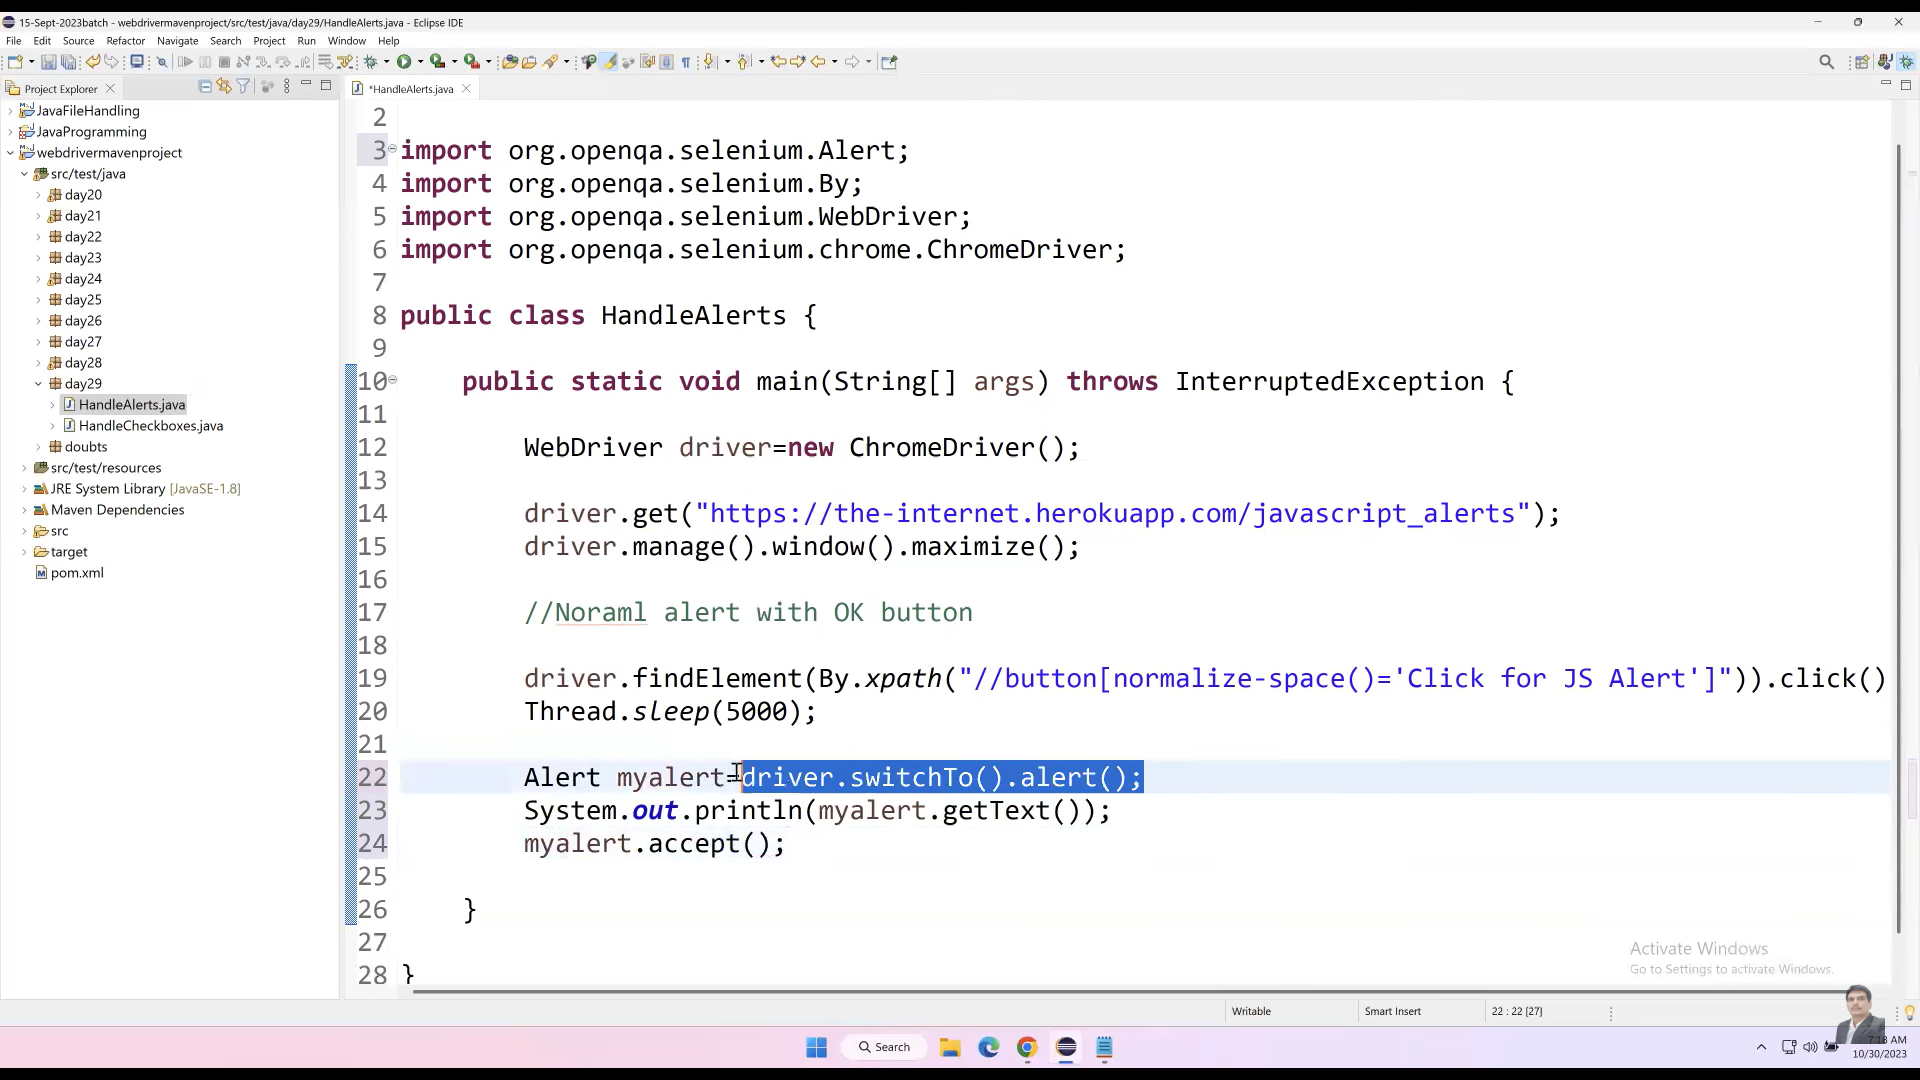 15-Sept-2023batch - webdrivermavenproject/src/test/java/day29/HandleAlerts.java - Eclipse IDE
File Edit Source Refactor Navigate Search Project Run Window Help
Project Explorer
*HandleAlerts.java
JavaFileHandling
JavaProgramming
webdrivermavenproject
src/test/java
day20
day21
day22
day23
day24
day25
day26
day27
day28
day29
HandleAlerts.java
HandleCheckboxes.java
doubts
src/test/resources
JRE System Library [JavaSE-1.8]
Maven Dependencies
src
target
pom.xml
2
3 import org.openqa.selenium.Alert;
4 import org.openqa.selenium.By;
5 import org.openqa.selenium.WebDriver;
6 import org.openqa.selenium.chrome.ChromeDriver;
7
8 public class HandleAlerts {
9
10 public static void main(String[] args) throws InterruptedException {
11
12 WebDriver driver=new ChromeDriver();
13
14 driver.get("https://the-internet.herokuapp.com/javascript_alerts");
15 driver.manage().window().maximize();
16
17 //Noraml alert with OK button
18
19 driver.findElement(By.xpath("//button[normalize-space()='Click for JS Alert']")).click()
20 Thread.sleep(5000);
21
22 Alert myalert=driver.switchTo().alert();
23 System.out.println(myalert.getText());
24 myalert.accept();
25
26 }
27
28 }
Activate Windows
Go to Settings to activate Windows.
Writable
Smart Insert
22 : 22 [27]
Search
7:18 AM
10/30/2023